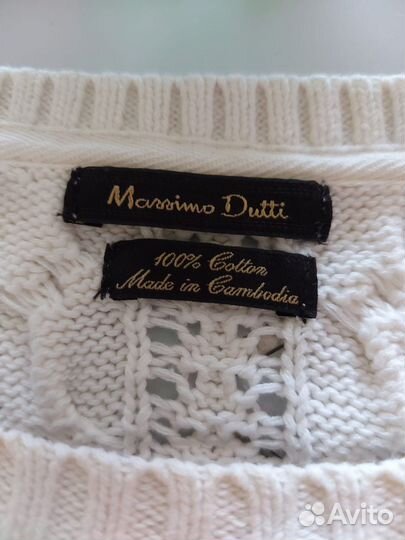 Massimo Dutti
100% Cotton
Made in Cambodia
Avito